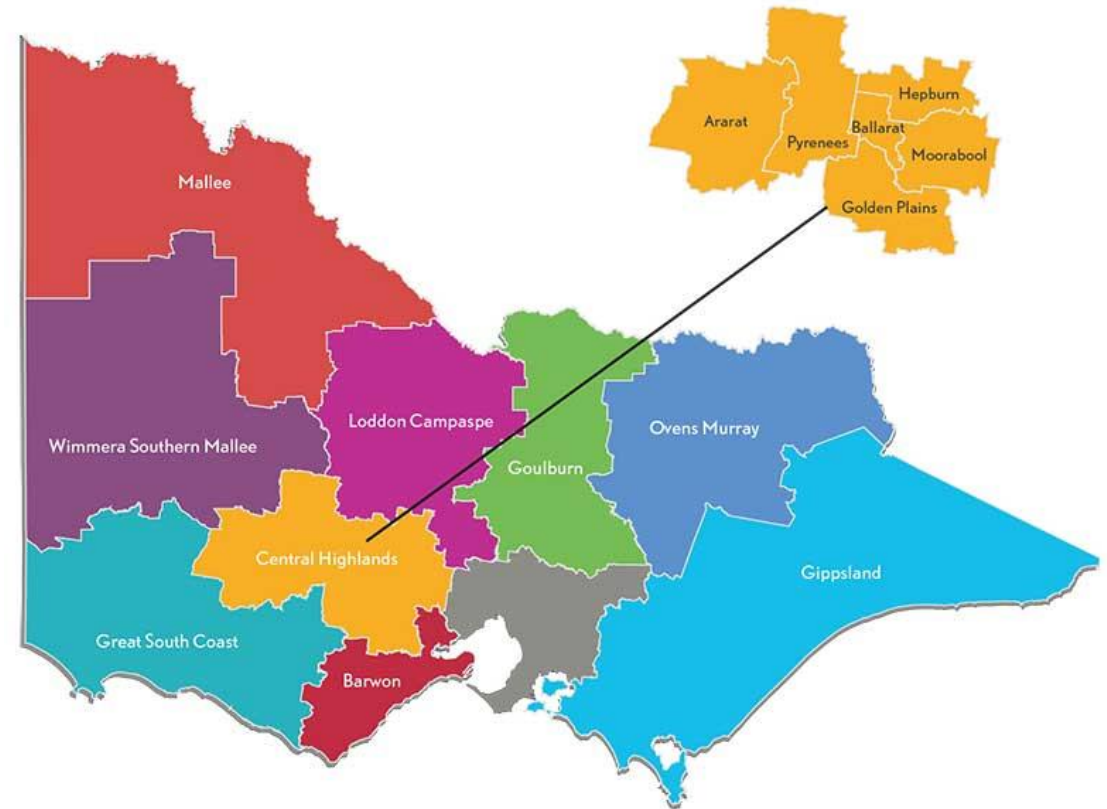 Hepburn
Ararat
Ballarat
Pyrenees
Moorabool
Mallee
Golden Plains
Loddon Campaspe
Ovens Murray
Wimmera Southern Mallee
Goulburn
Central Highlands
Gippsland
Great South Coast
Barwon